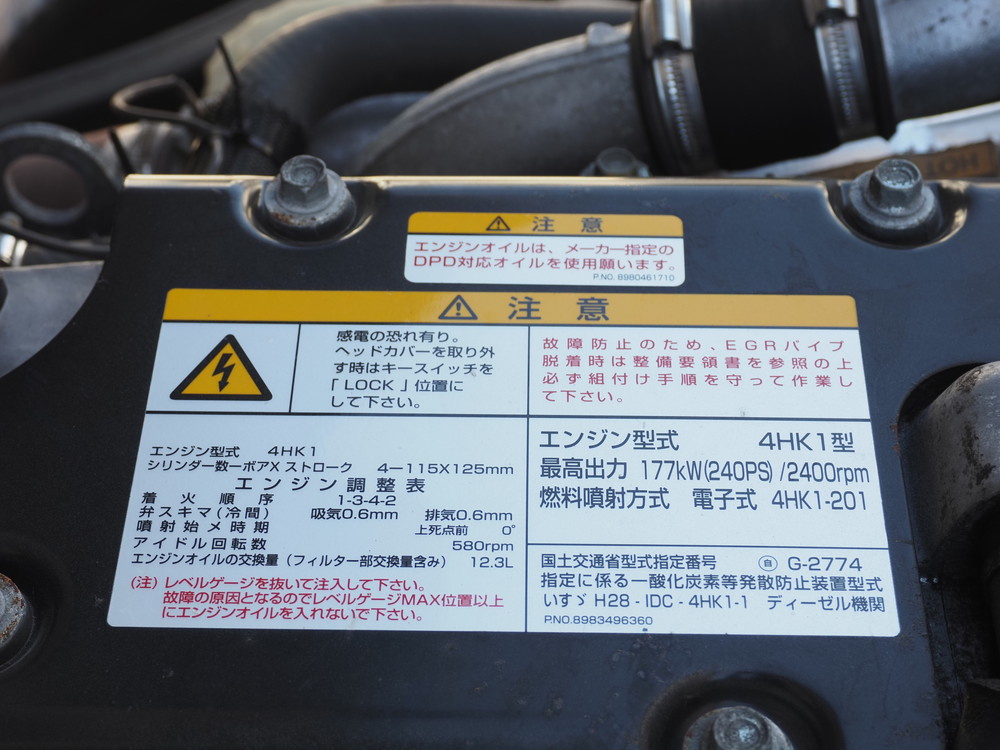 ⚠ 注意
エンジンオイルは、メーカー指定の
DPD対応オイルを使用願います。
P.NO. 8980461710
⚠ 注意
感電の恐れ有り。
ヘッドカバーを取り外
す時はキースイッチを
「LOCK」位置に
して下さい。
故障防止のため、EGRパイプ
脱着時は整備要領書を参照の上
必ず組付け手順を守って作業し
て下さい。
エンジン型式 4HK1
シリンダー数ーボアX ストローク 4ー115X125mm
エンジン調整表
着火順序 1-3-4-2
弁スキマ(冷間) 吸気0.6mm 排気0.6mm
噴射始メ時期 上死点前 0°
アイドル回転数 580rpm
エンジンオイルの交換量(フィルター部交換量含み) 12.3L
(注) レベルゲージを抜いて注入して下さい。
故障の原因となるのでレベルゲージMAX位置以上
にエンジンオイルを入れないで下さい。
エンジン型式 4HK1型
最高出力 177kW(240PS)/2400rpm
燃料噴射方式 電子式 4HK1-201
国土交通省型式指定番号 ㊀自 G-2774
指定に係る一酸化炭素等発散防止装置型式
いすゞ H28-IDC-4HK1-1 ディーゼル機関
P.NO.8983496360